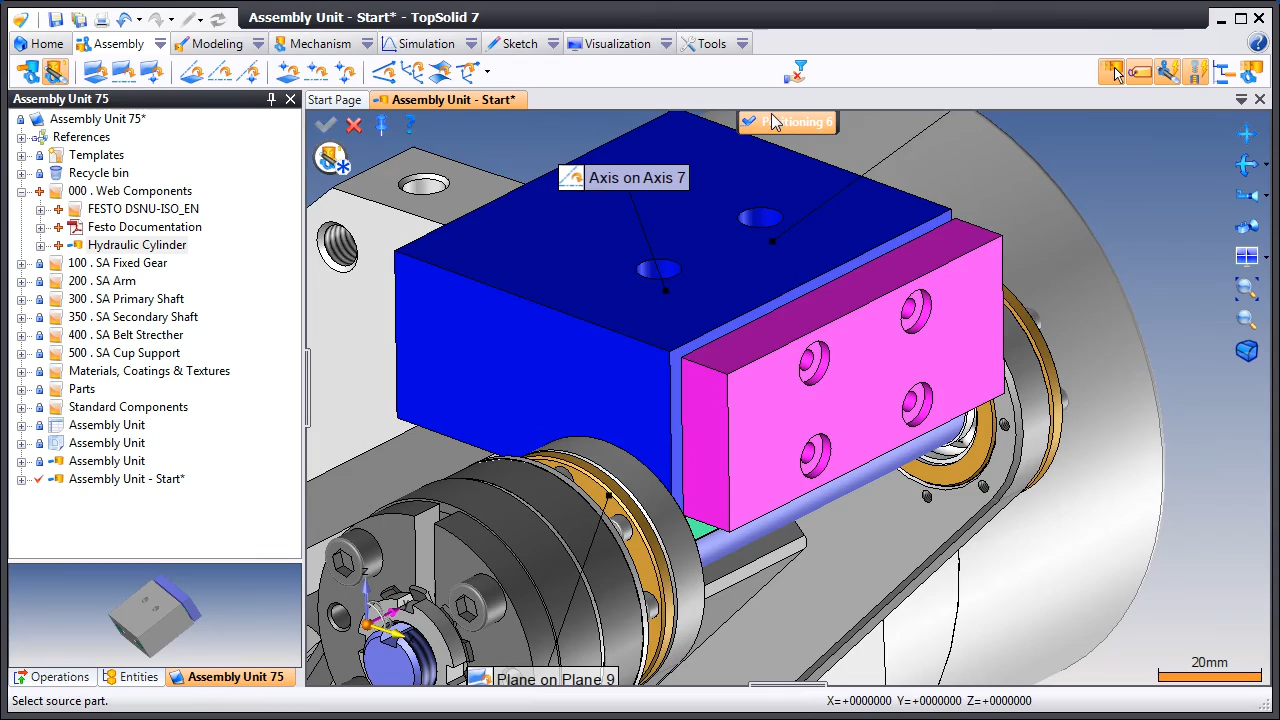 Assembly Unit - Start* - TopSolid 7
Home
Assembly
Modeling
Mechanism
Simulation
Sketch
Visualization
Tools
Assembly Unit 75
Start Page
Assembly Unit - Start*
Assembly Unit 75*
References
Templates
Recycle bin
000 . Web Components
FESTO DSNU-ISO_EN
Festo Documentation
Hydraulic Cylinder
100 . SA Fixed Gear
200 . SA Arm
300 . SA Primary Shaft
350 . SA Secondary Shaft
400 . SA Belt Strecther
500 . SA Cup Support
Materials, Coatings & Textures
Parts
Standard Components
Assembly Unit
Assembly Unit
Assembly Unit
Assembly Unit - Start*
Positioning 6
Axis on Axis 7
Plane on Plane 9
z
20mm
Operations
Entities
Assembly Unit 75
Select source part.
X=+0000000 Y=+0000000 Z=+0000000